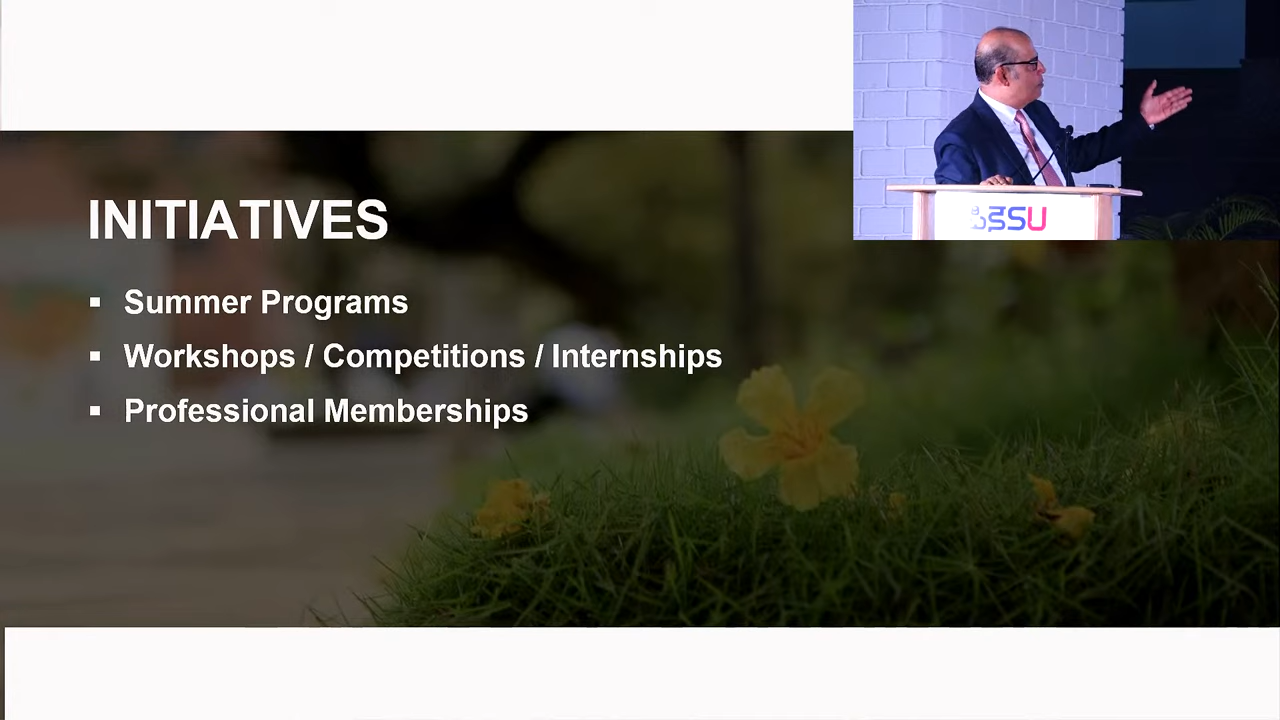 INITIATIVES
▪ Summer Programs
▪ Workshops / Competitions / Internships
▪ Professional Memberships